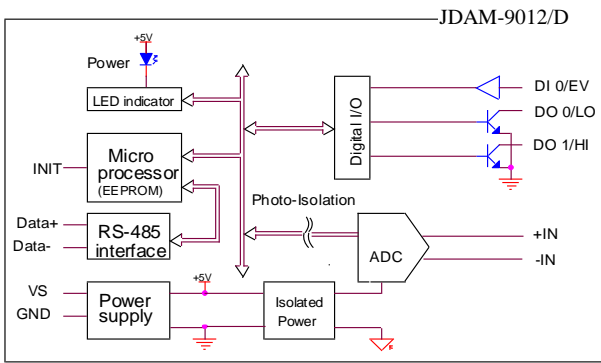 JDAM-9012/D
+5V
Power
LED indicator
DI 0/EV
DO 0/LO
DO 1/HI
Digital I/O
INIT
Micro
processor
(EEPROM)
Photo-Isolation
Data+
Data-
RS-485
interface
ADC
+IN
-IN
VS
GND
Power
supply
+5V
Isolated
Power
E